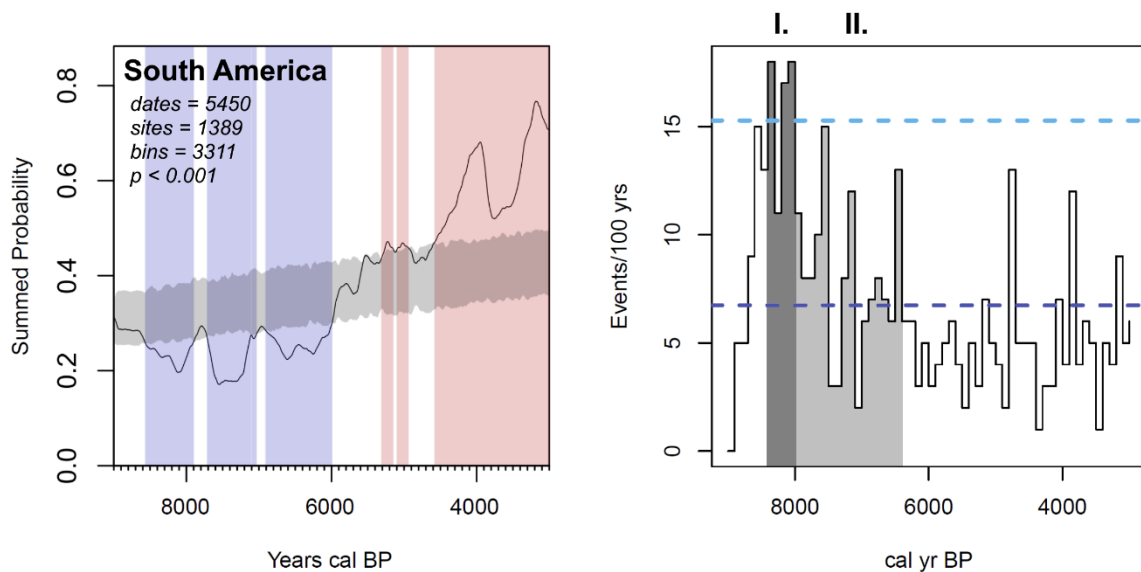 South America
dates = 5450
sites = 1389
bins = 3311
p < 0.001
Summed Probability
0.8
0.6
0.4
0.2
0.0
8000 6000 4000
Years cal BP
I. II.
Events/100 yrs
15
10
5
0
8000 6000 4000
cal yr BP